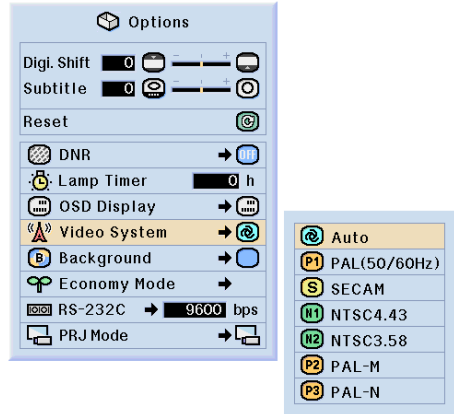 Options
Digi. Shift 0 - +
Subtitle 0 - +
Reset
DNR OFF
Lamp Timer 0 h
OSD Display
Video System
B Background
Economy Mode
RS-232C 9600 bps
PRJ Mode
Auto
P1 PAL(50/60Hz)
S SECAM
N1 NTSC4.43
N2 NTSC3.58
P2 PAL-M
P3 PAL-N